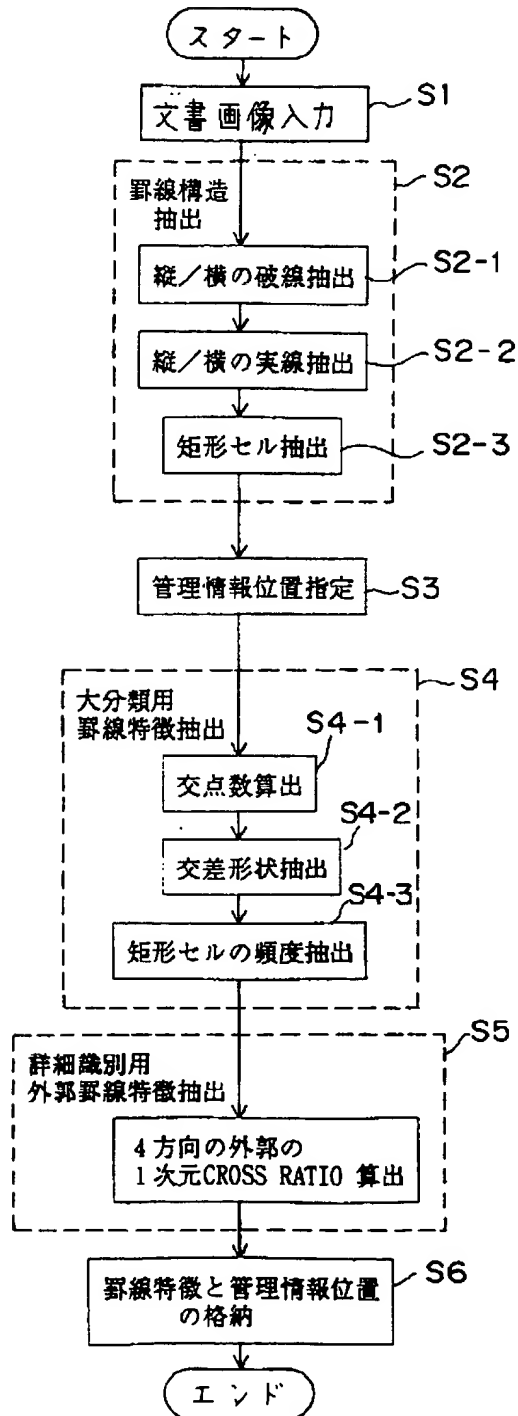 スタート
文書画像入力
S1
S2
罫線構造
抽出
縦／横の破線抽出
S2-1
縦／横の実線抽出
S2-2
矩形セル抽出
S2-3
管理情報位置指定
S3
S4
大分類用
罫線特徴抽出
S4-1
交点数算出
S4-2
交差形状抽出
S4-3
矩形セルの頻度抽出
S5
詳細識別用
外郭罫線特徴抽出
4方向の外郭の
1次元CROSS RATIO 算出
S6
罫線特徴と管理情報位置
の格納
エンド